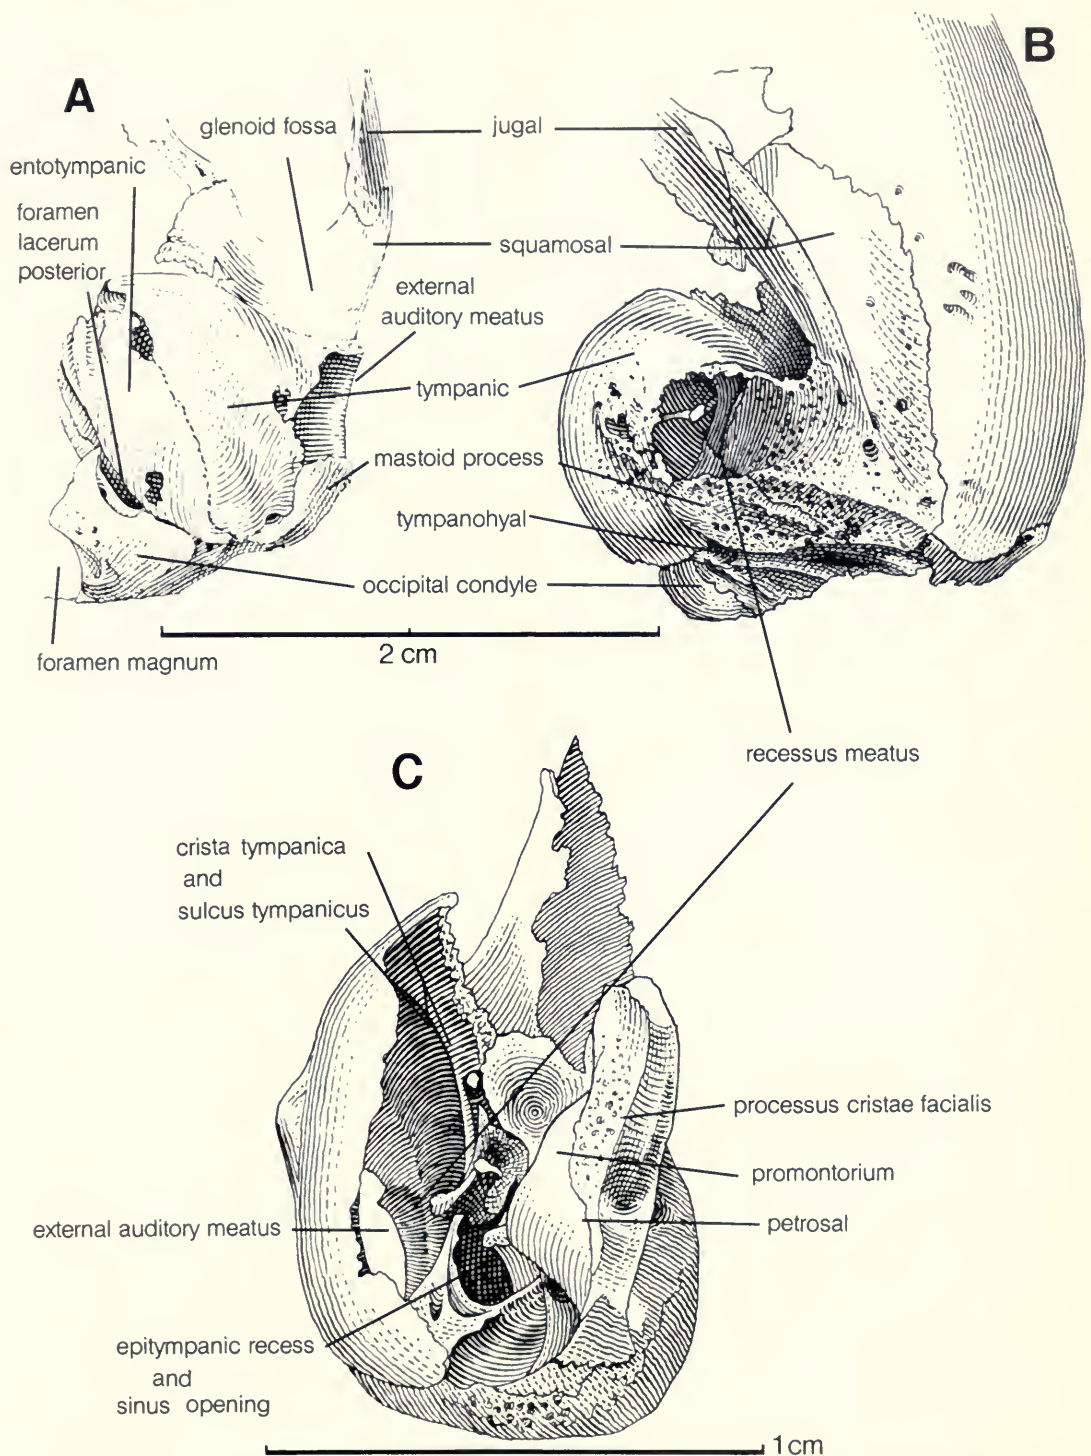 A
B
glenoid fossa
jugal
entotympanic
foramen
lacerum
posterior
squamosal
external
auditory meatus
tympanic
mastoid process
tympanohyal
occipital condyle
foramen magnum
2 cm
recessus meatus
C
crista tympanica
and
sulcus tympanicus
processus cristae facialis
promontorium
petrosal
external auditory meatus
epitympanic recess
and
sinus opening
1cm